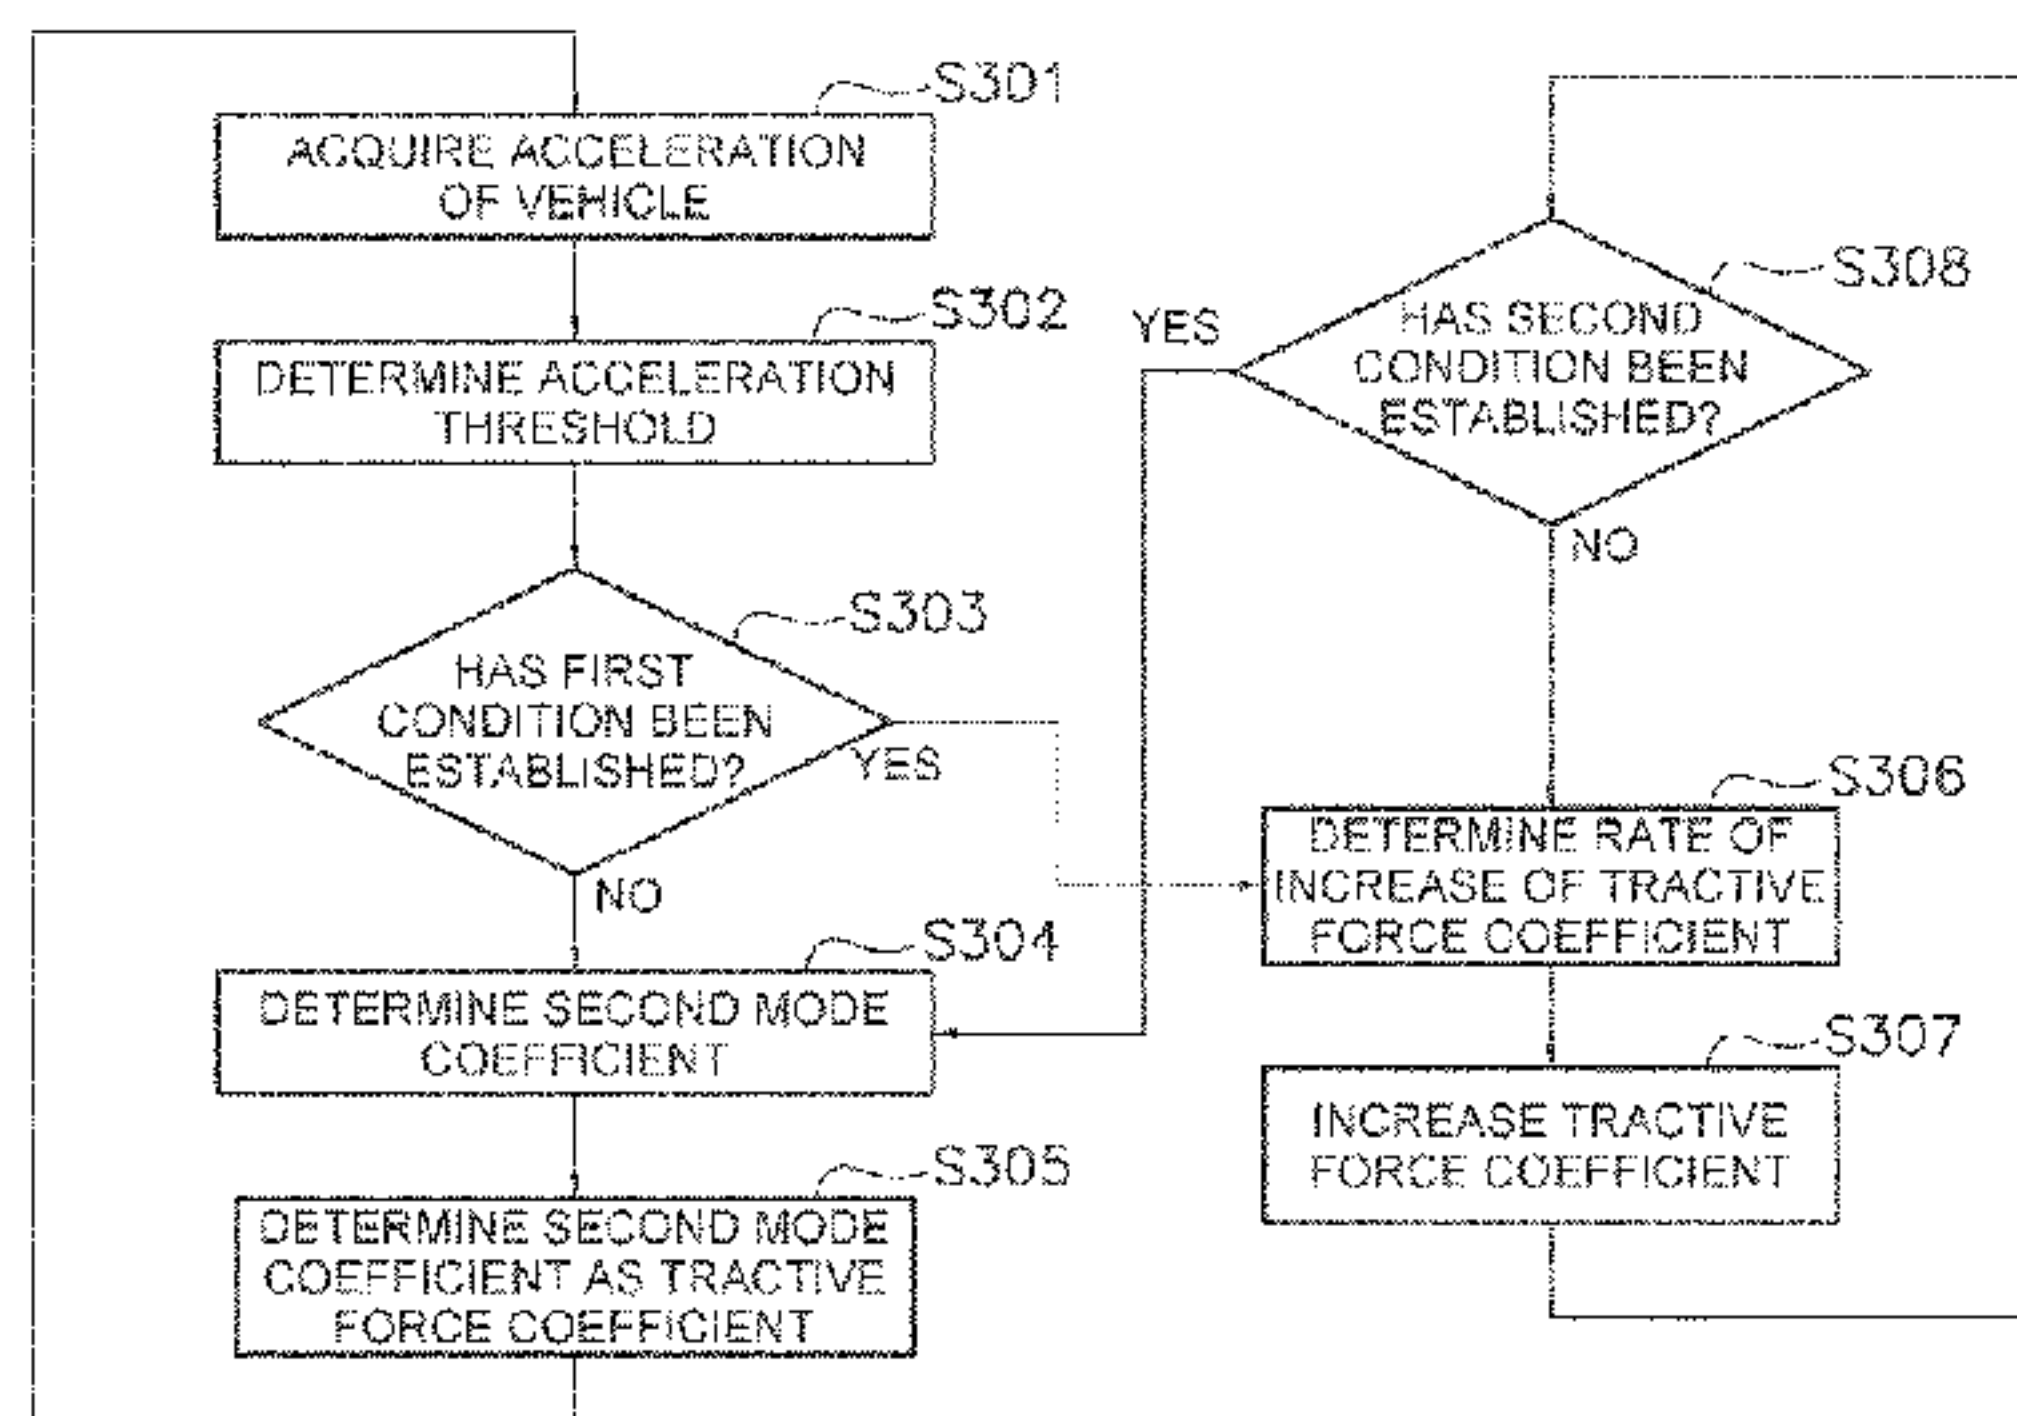 S301
ACQUIRE ACCELERATION
OF VEHICLE
S302
DETERMINE ACCELERATION
THRESHOLD
S303
HAS FIRST
CONDITION BEEN
ESTABLISHED?
YES
NO
S304
DETERMINE SECOND MODE
COEFFICIENT
S305
DETERMINE SECOND MODE
COEFFICIENT AS TRACTIVE
FORCE COEFFICIENT
S308
HAS SECOND
CONDITION BEEN
ESTABLISHED?
YES
NO
S306
DETERMINE RATE OF
INCREASE OF TRACTIVE
FORCE COEFFICIENT
S307
INCREASE TRACTIVE
FORCE COEFFICIENT